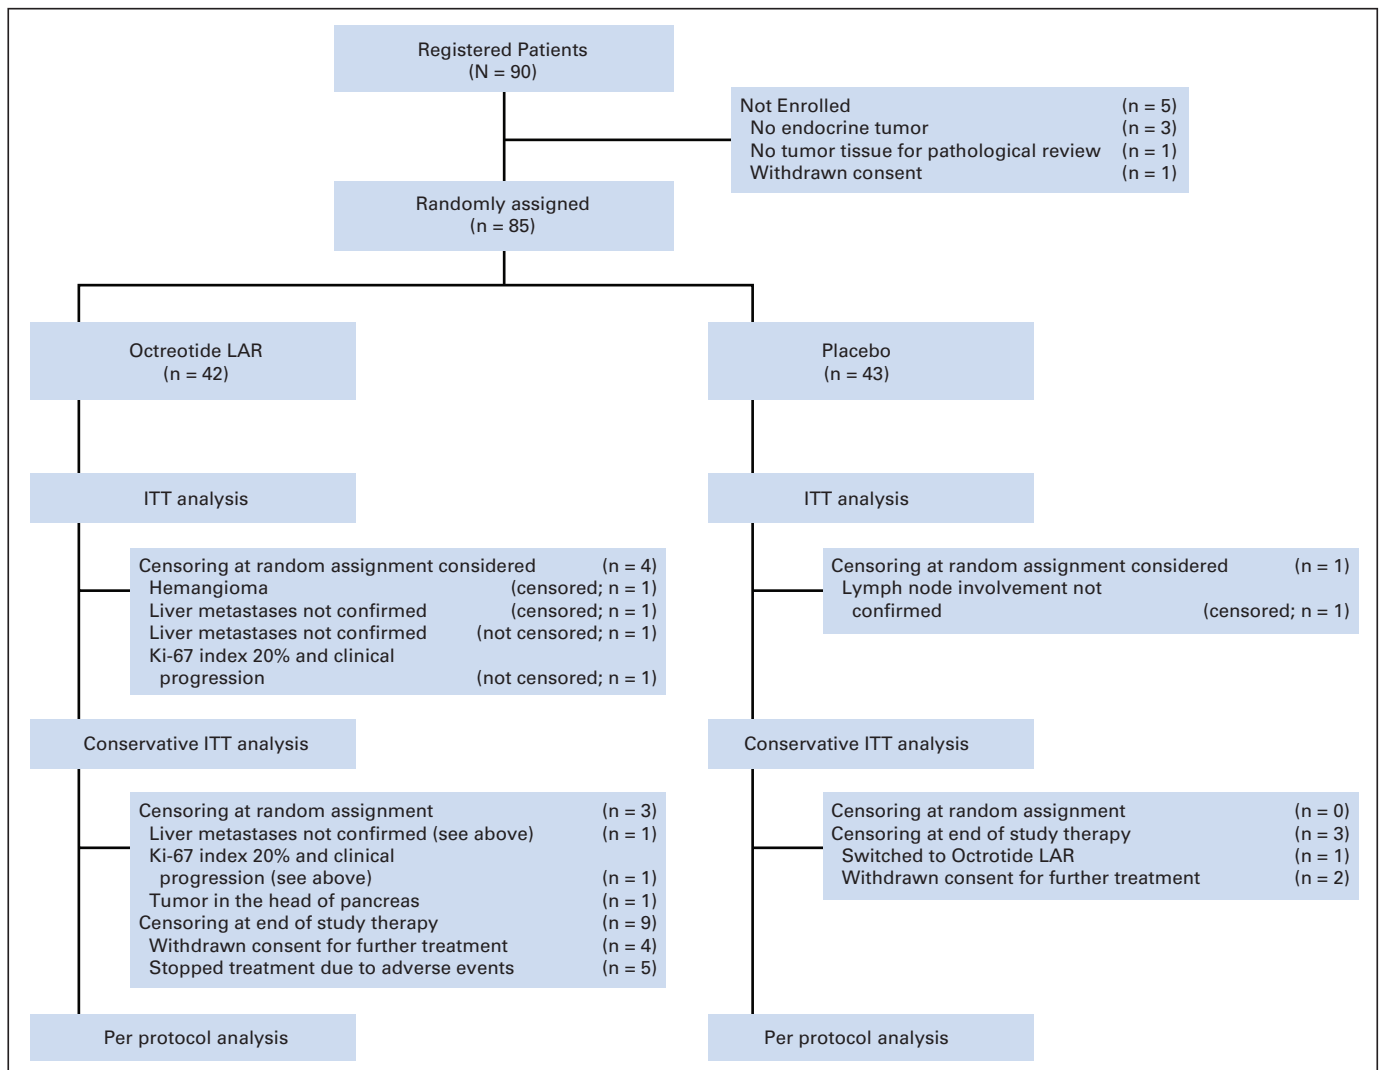 Registered Patients
(N = 90)
Not Enrolled (n = 5)
No endocrine tumor (n = 3)
No tumor tissue for pathological review (n = 1)
Withdrawn consent (n = 1)
Randomly assigned
(n = 85)
Octreotide LAR
(n = 42)
Placebo
(n = 43)
ITT analysis
ITT analysis
Censoring at random assignment considered (n = 4)
Hemangioma (censored; n = 1)
Liver metastases not confirmed (censored; n = 1)
Liver metastases not confirmed (not censored; n = 1)
Ki-67 index 20% and clinical
progression (not censored; n = 1)
Censoring at random assignment considered (n = 1)
Lymph node involvement not
confirmed (censored; n = 1)
Conservative ITT analysis
Conservative ITT analysis
Censoring at random assignment (n = 3)
Liver metastases not confirmed (see above) (n = 1)
Ki-67 index 20% and clinical
progression (see above) (n = 1)
Tumor in the head of pancreas (n = 1)
Censoring at end of study therapy (n = 9)
Withdrawn consent for further treatment (n = 4)
Stopped treatment due to adverse events (n = 5)
Censoring at random assignment (n = 0)
Censoring at end of study therapy (n = 3)
Switched to Octrotide LAR (n = 1)
Withdrawn consent for further treatment (n = 2)
Per protocol analysis
Per protocol analysis